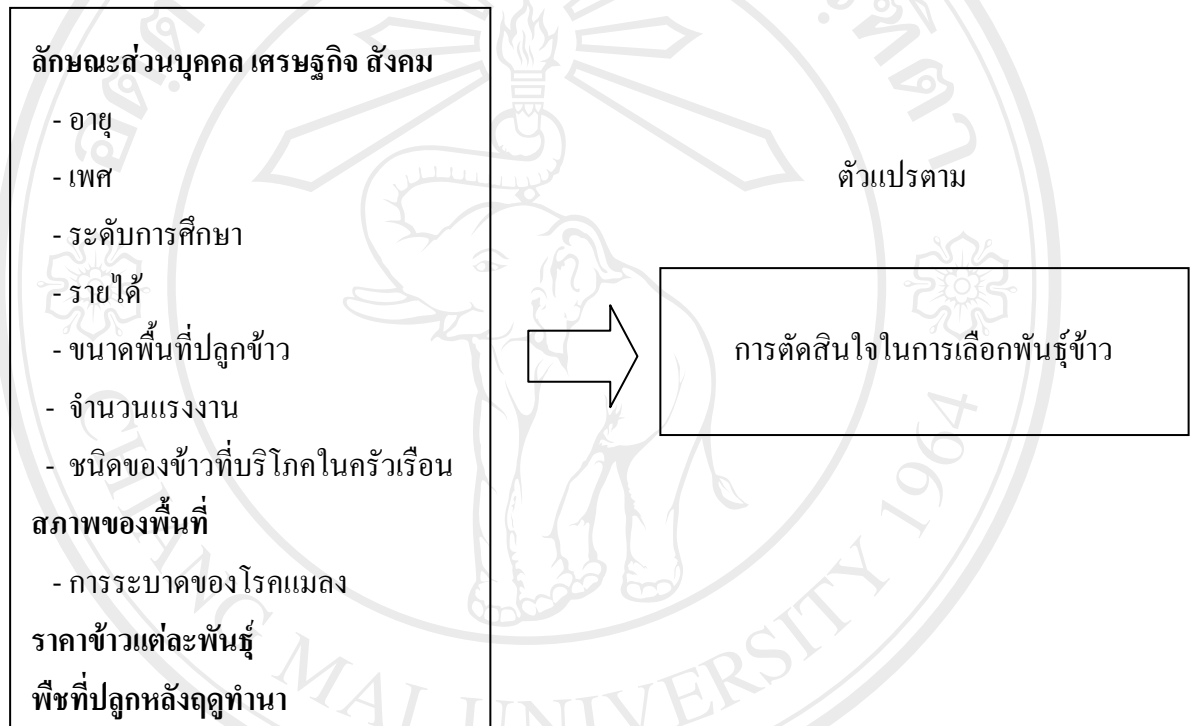 ลักษณะส่วนบุคคล เศรษฐกิจ สังคม
- อายุ
- เพศ
- ระดับการศึกษา
- รายได้
- ขนาดพื้นที่ปลูกข้าว
- จำนวนแรงงาน
- ชนิดของข้าวที่บริโภคในครัวเรือน
สภาพของพื้นที่
- การระบาดของโรคแมลง
ราคาข้าวแต่ละพันธุ์
พืชที่ปลูกหลังฤดูทำนา
ตัวแปรตาม
การตัดสินใจในการเลือกพันธุ์ข้าว
CHIANG MAI UNIVERSITY 1964